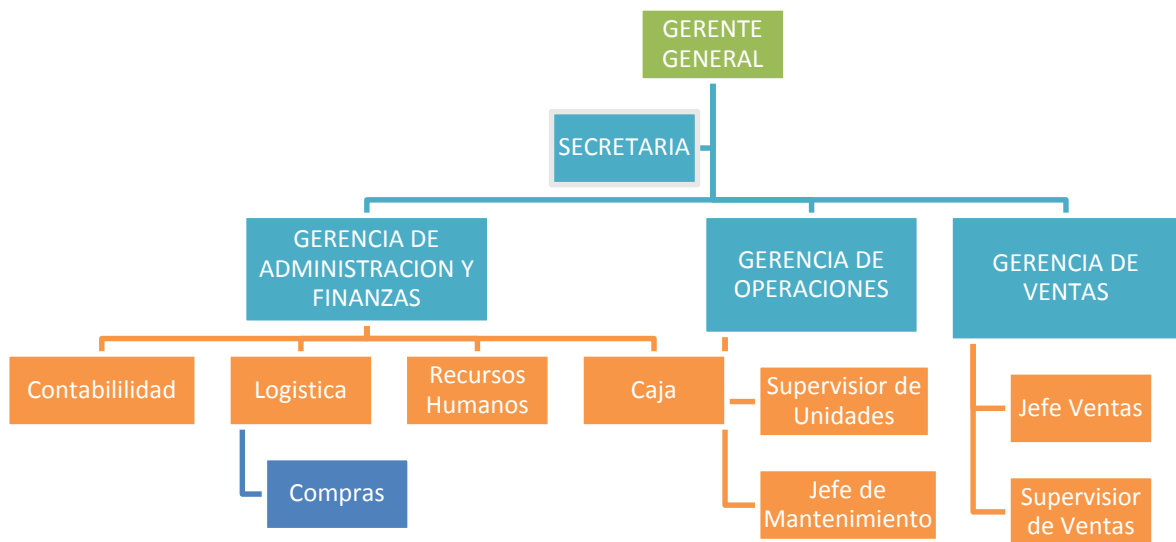 GERENTE
GENERAL
SECRETARIA
GERENCIA DE
ADMINISTRACION Y
FINANZAS
GERENCIA DE
OPERACIONES
GERENCIA DE
VENTAS
Contabililidad
Logistica
Recursos
Humanos
Caja
Supervisior de
Unidades
Jefe Ventas
Compras
Jefe de
Mantenimiento
Supervisior
de Ventas